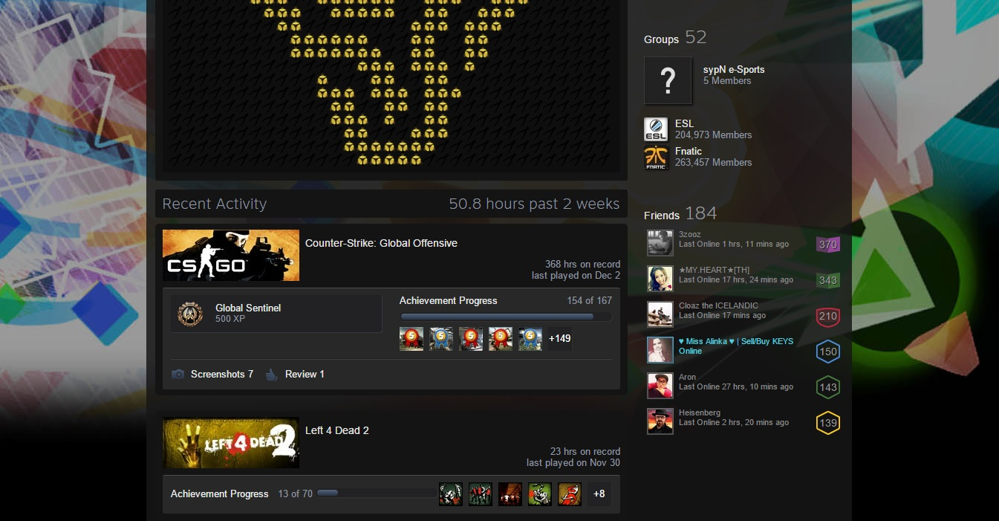 Recent Activity 50.8 hours past 2 weeks
CS GO
Counter-Strike: Global Offensive
368 hrs on record
last played on Dec 2
Global Sentinel
500 XP
Achievement Progress 154 of 167
5 5 5 5 5 +149
Screenshots 7 Review 1
LEFT 4 DEAD 2
Left 4 Dead 2
23 hrs on record
last played on Nov 30
Achievement Progress 13 of 70 +8
Groups 52
?
sypN e-Sports
5 Members
ESL
ESL
204,973 Members
Fnatic
FNATIC
263,457 Members
Friends 184
3zooz
Last Online 1 hrs, 11 mins ago
370
★MY.HEART★[TH]
Last Online 17 hrs, 24 mins ago
343
Cloaz the ICELANDIC
Last Online 17 mins ago
210
♥ Miss Alinka ♥ | Sell/Buy KEYS
Online
150
Aron
Last Online 27 hrs, 10 mins ago
143
Heisenberg
Last Online 2 hrs, 20 mins ago
139